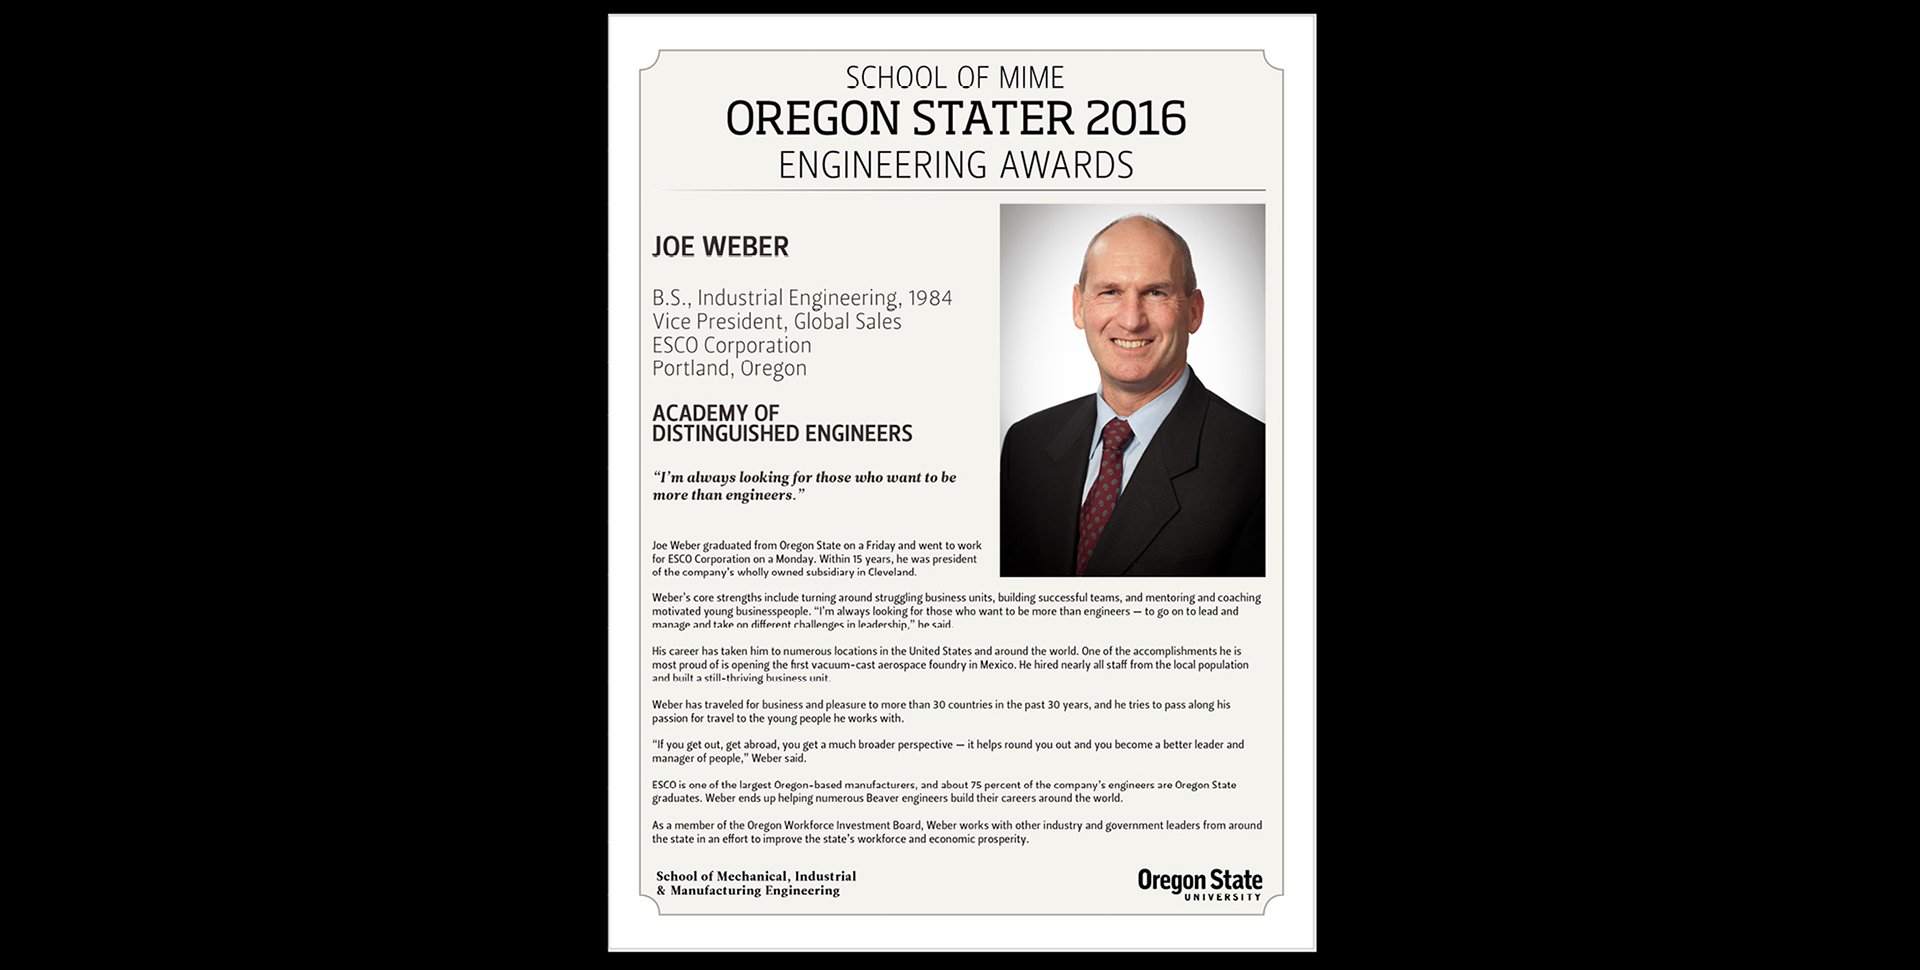 SCHOOL OF MIME
OREGON STATER 2016
ENGINEERING AWARDS
JOE WEBER
B.S., Industrial Engineering, 1984
Vice President, Global Sales
ESCO Corporation
Portland, Oregon
ACADEMY OF
DISTINGUISHED ENGINEERS
“I’m always looking for those who want to be
more than engineers.”
Joe Weber graduated from Oregon State on a Friday and went to work
for ESCO Corporation on a Monday. Within 15 years, he was president
of the company’s wholly owned subsidiary in Cleveland.
Weber’s core strengths include turning around struggling business units, building successful teams, and mentoring and coaching
motivated young businesspeople. “I’m always looking for those who want to be more than engineers — to go on to lead and
manage and take on different challenges in leadership,” he said.
His career has taken him to numerous locations in the United States and around the world. One of the accomplishments he is
most proud of is opening the first vacuum-cast aerospace foundry in Mexico. He hired nearly all staff from the local population
and built a still-thriving business unit.
Weber has traveled for business and pleasure to more than 30 countries in the past 30 years, and he tries to pass along his
passion for travel to the young people he works with.
“If you get out, get abroad, you get a much broader perspective — it helps round you out and you become a better leader and
manager of people,” Weber said.
ESCO is one of the largest Oregon-based manufacturers, and about 75 percent of the company’s engineers are Oregon State
graduates. Weber ends up helping numerous Beaver engineers build their careers around the world.
As a member of the Oregon Workforce Investment Board, Weber works with other industry and government leaders from around
the state in an effort to improve the state’s workforce and economic prosperity.
School of Mechanical, Industrial
& Manufacturing Engineering
Oregon State
UNIVERSITY